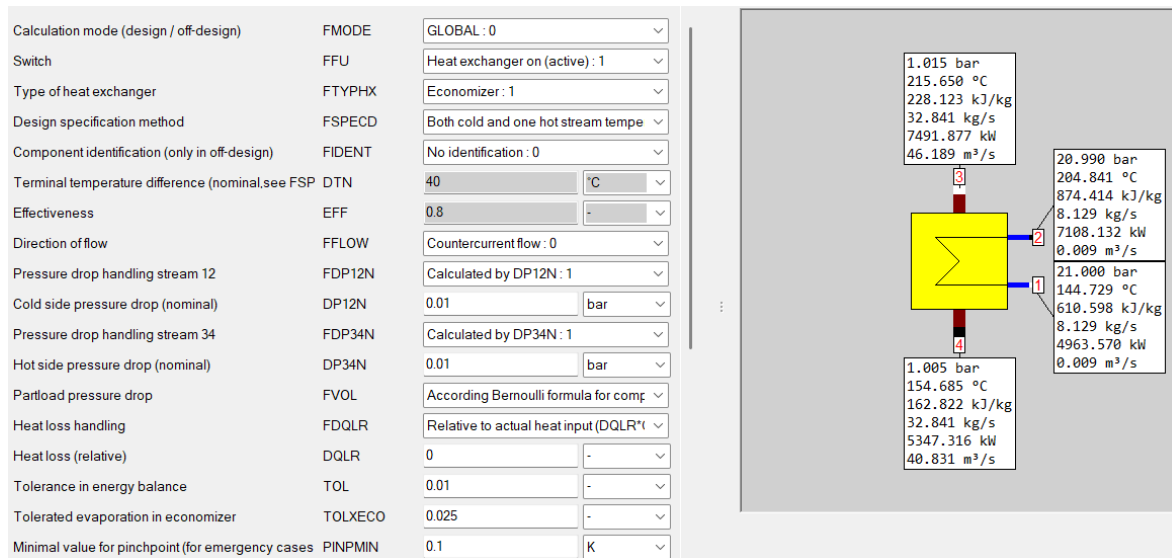 Calculation mode (design / off-design) FMODE GLOBAL : 0
Switch FFU Heat exchanger on (active) : 1
Type of heat exchanger FTYPHX Economizer : 1
Design specification method FSPECD Both cold and one hot stream tempe
Component identification (only in off-design) FIDENT No identification : 0
Terminal temperature difference (nominal,see FSP DTN 40 °C
Effectiveness EFF 0.8 -
Direction of flow FFLOW Countercurrent flow : 0
Pressure drop handling stream 12 FDP12N Calculated by DP12N : 1
Cold side pressure drop (nominal) DP12N 0.01 bar
Pressure drop handling stream 34 FDP34N Calculated by DP34N : 1
Hot side pressure drop (nominal) DP34N 0.01 bar
Partload pressure drop FVOL According Bernoulli formula for comp
Heat loss handling FDQLR Relative to actual heat input (DQLR*(
Heat loss (relative) DQLR 0 -
Tolerance in energy balance TOL 0.01 -
Tolerated evaporation in economizer TOLXECO 0.025 -
Minimal value for pinchpoint (for emergency cases PINPMIN 0.1 K
1.015 bar
215.650 °C
228.123 kJ/kg
32.841 kg/s
7491.877 kW
46.189 m³/s
3
20.990 bar
204.841 °C
874.414 kJ/kg
8.129 kg/s
7108.132 kW
0.009 m³/s
2
21.000 bar
144.729 °C
610.598 kJ/kg
8.129 kg/s
4963.570 kW
0.009 m³/s
1
4
1.005 bar
154.685 °C
162.822 kJ/kg
32.841 kg/s
5347.316 kW
40.831 m³/s